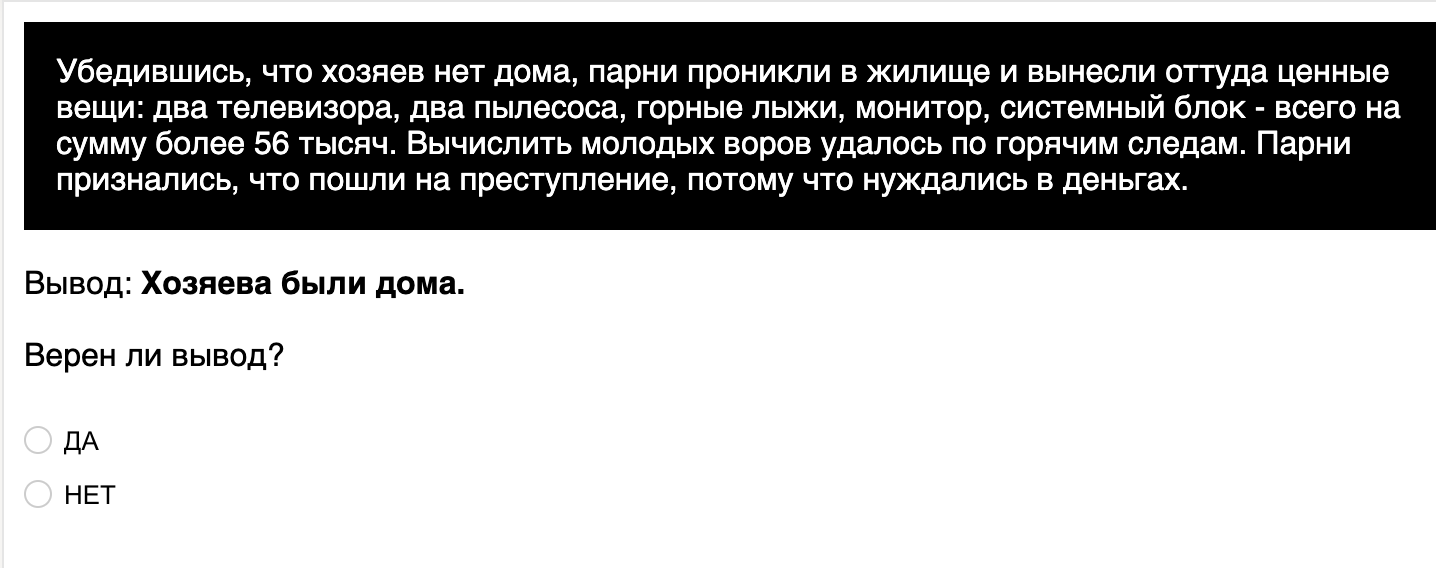 Убедившись, что хозяев нет дома, парни проникли в жилище и вынесли оттуда ценные
вещи: два телевизора, два пылесоса, горные лыжи, монитор, системный блок - всего на
сумму более 56 тысяч. Вычислить молодых воров удалось по горячим следам. Парни
признались, что пошли на преступление, потому что нуждались в деньгах.
Вывод: Хозяева были дома.
Верен ли вывод?
ДА
НЕТ